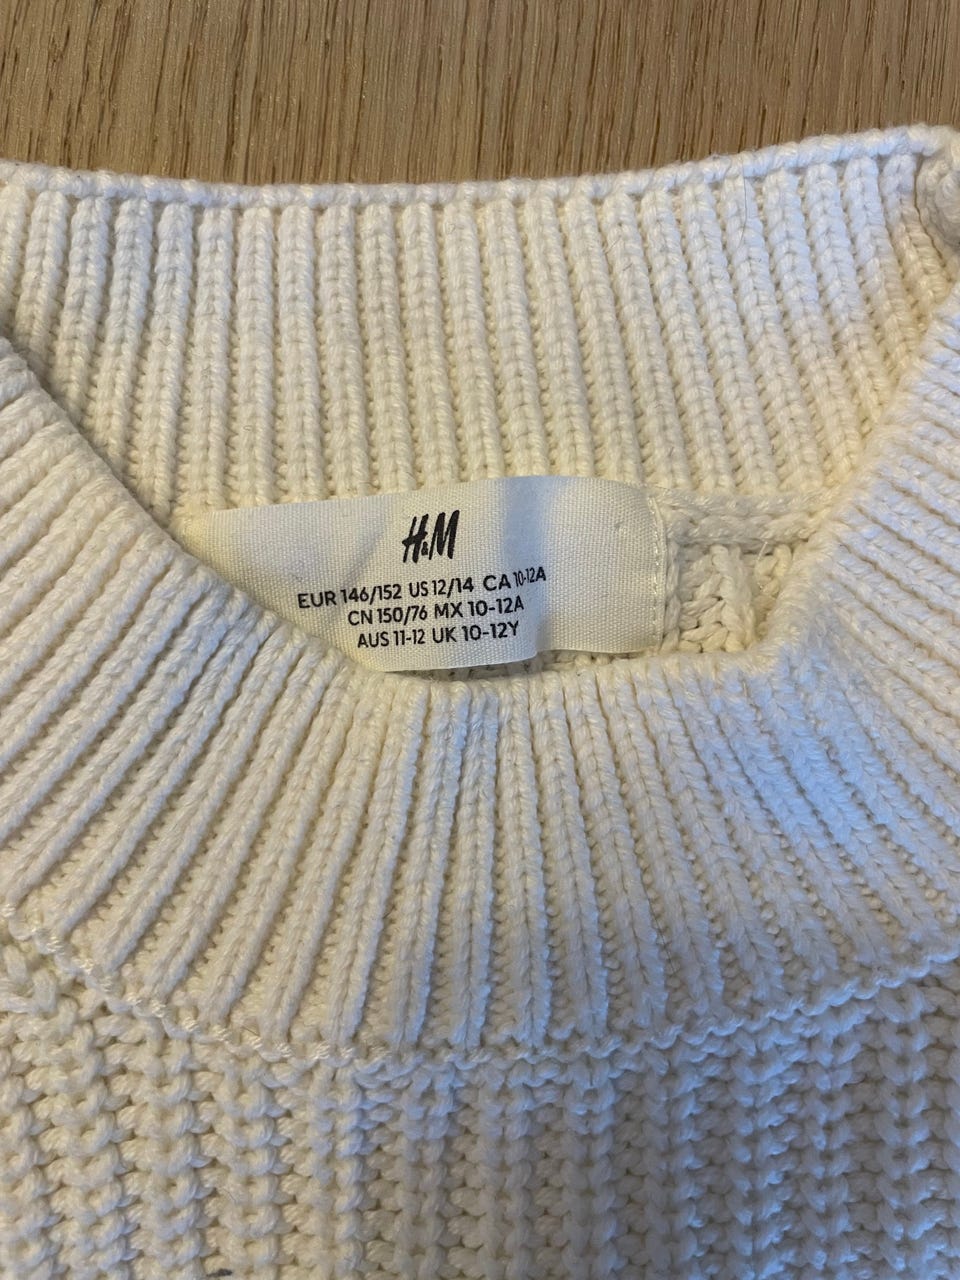 H&M
EUR 146/152 US 12/14 CA 10-12A
CN 150/76 MX 10-12A
AUS 11-12 UK 10-12Y